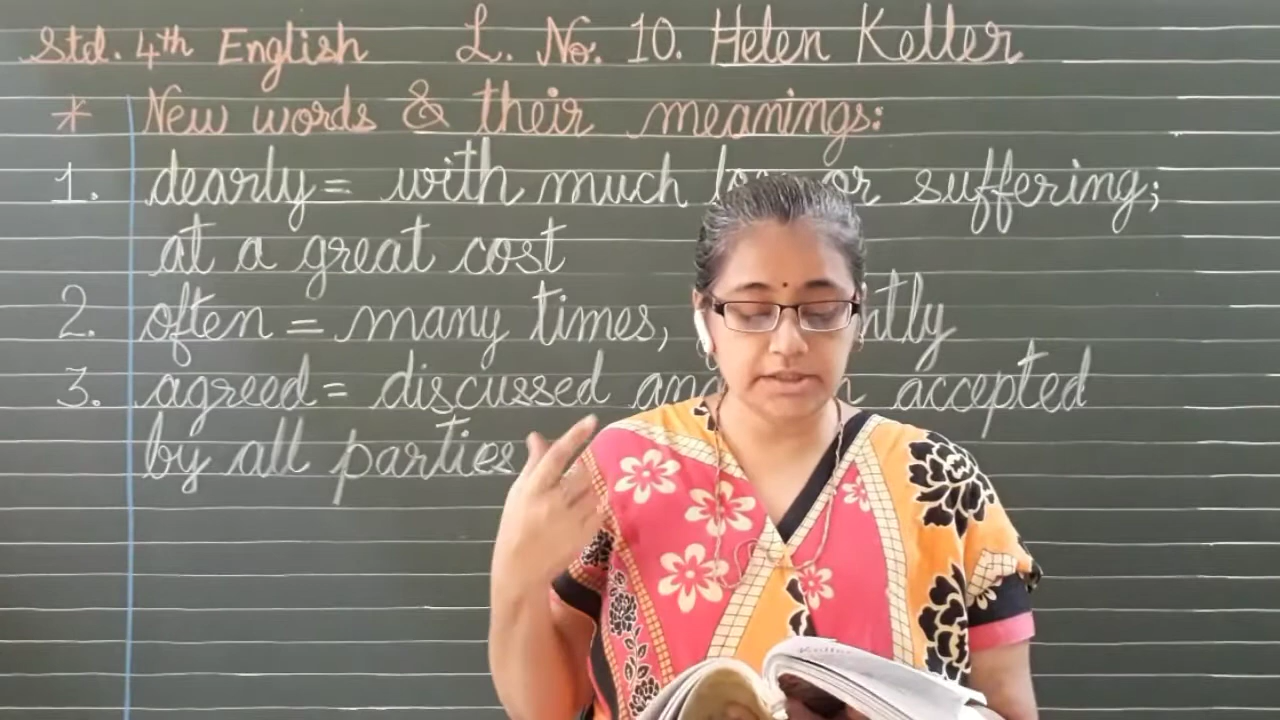 Std. 4th English L. No. 10. Helen Keller
* New words & their meanings:
1. dearly = with much or suffering;
at a great cost
2. often = many times,
3. agreed = discussed accepted
by all parties